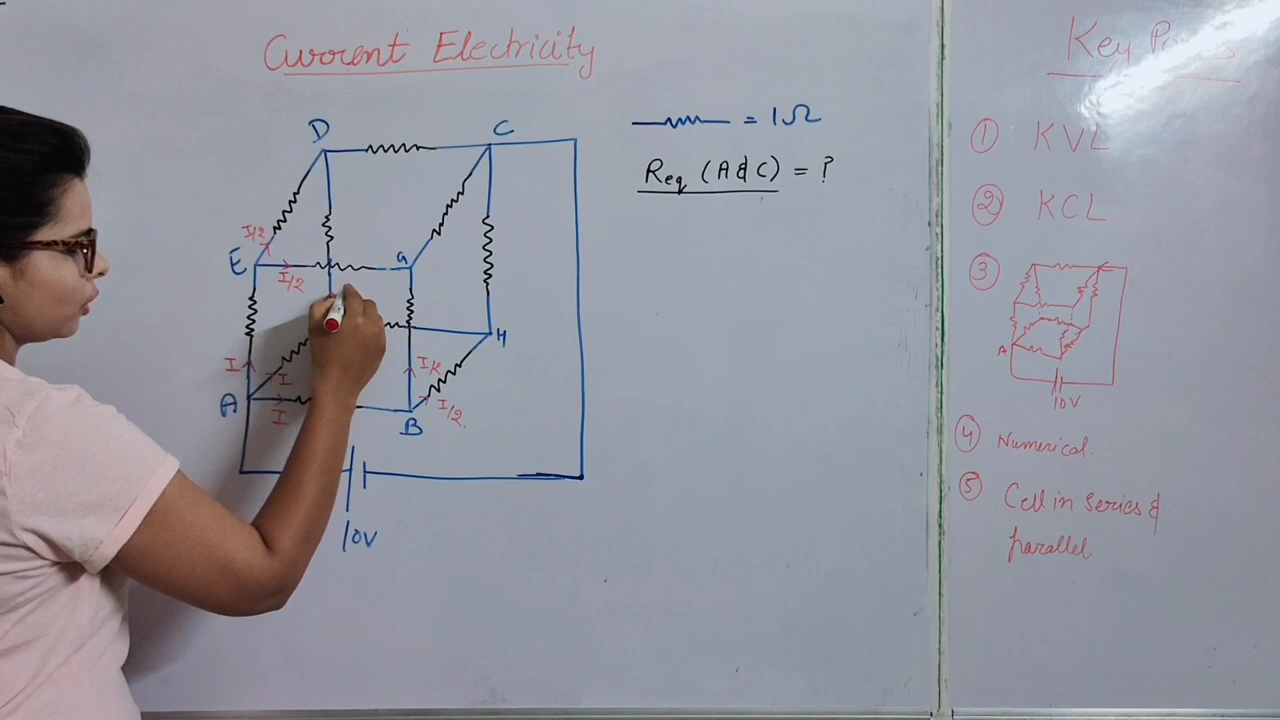 Current Electricity
D
C
= 1Ω
Req (A & C) = ?
E
I/2
I/2
G
I
I
A
I
I/2
I/2
B
H
10V
Key
① KVL
② KCL
③
A
10V
④ Numerical.
⑤ Cell in series &
parallel